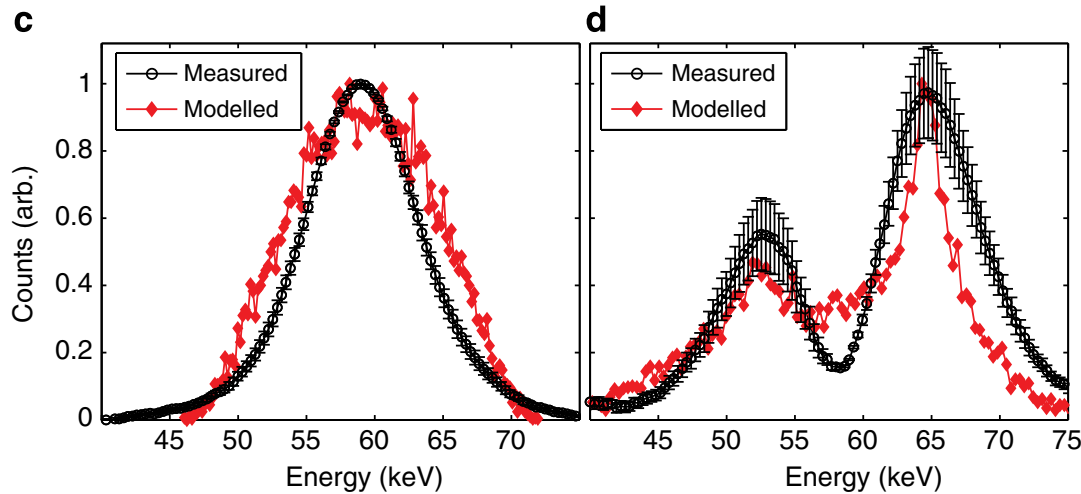 c
d
Measured
Modelled
Measured
Modelled
1
0.8
0.6
0.4
0.2
0
Counts (arb.)
45 50 55 60 65 70
45 50 55 60 65 70 75
Energy (keV)
Energy (keV)